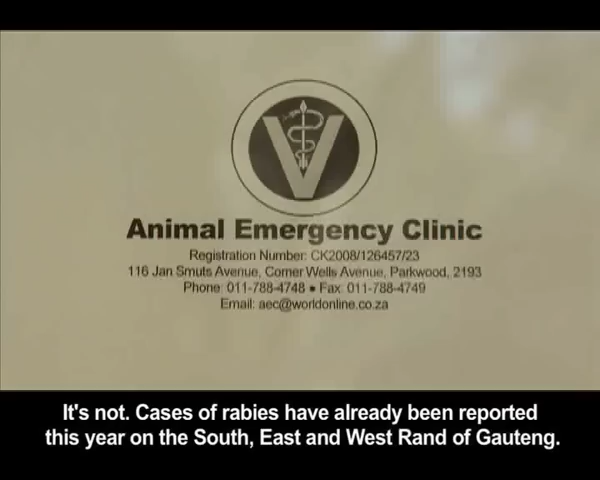 V
Animal Emergency Clinic
Registration Number: CK2008/126457/23
116 Jan Smuts Avenue, Corner Wells Avenue, Parkwood, 2193
Phone: 011-788-4748 ● Fax: 011-788-4749
Email: aec@worldonline.co.za
It's not. Cases of rabies have already been reported
this year on the South, East and West Rand of Gauteng.